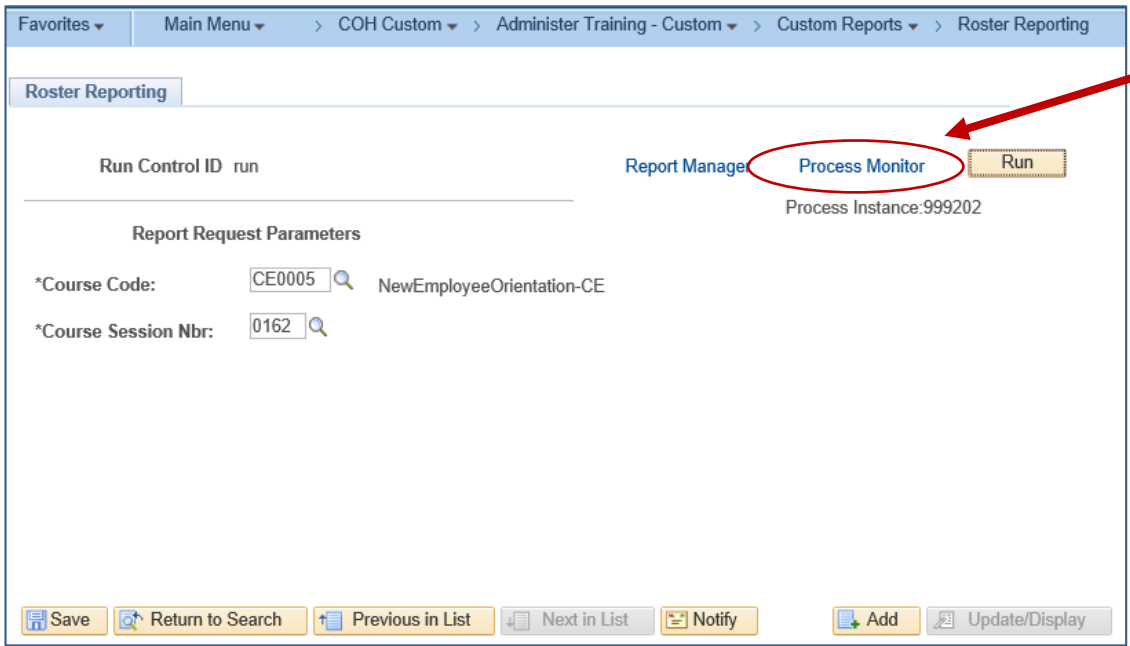 Favorites Main Menu > COH Custom > Administer Training - Custom > Custom Reports > Roster Reporting
Roster Reporting
Run Control ID run Report Manager Process Monitor Run
Process Instance:999202
Report Request Parameters
*Course Code: CE0005 NewEmployeeOrientation-CE
*Course Session Nbr: 0162
Save Return to Search Previous in List Next in List Notify Add Update/Display